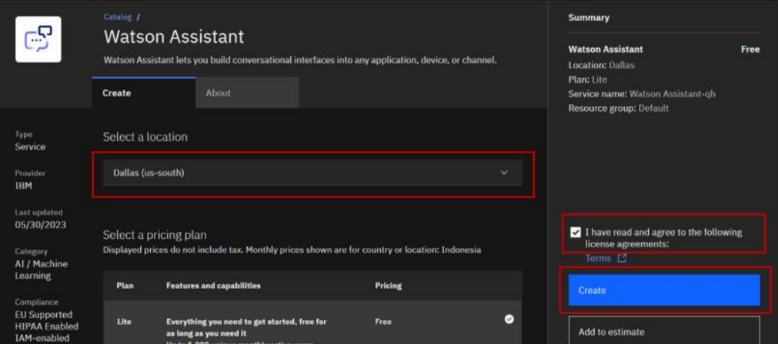 Catalog /
Watson Assistant
Watson Assistant lets you build conversational interfaces into any application, device, or channel.
Create
About
Type
Service
Provider
IBM
Last updated
05/30/2023
Category
AI / Machine
Learning
Compliance
EU Supported
HIPAA Enabled
IAM-enabled
Select a location
Dallas (us-south)
Select a pricing plan
Displayed prices do not include tax. Monthly prices shown are for country or location: Indonesia
Plan
Features and capabilities
Pricing
Lite
Everything you need to get started, free for
as long as you need it
Free
Summary
Watson Assistant
Free
Location: Dallas
Plan: Lite
Service name: Watson Assistant-qh
Resource group: Default
I have read and agree to the following
license agreements:
Terms
Create
Add to estimate